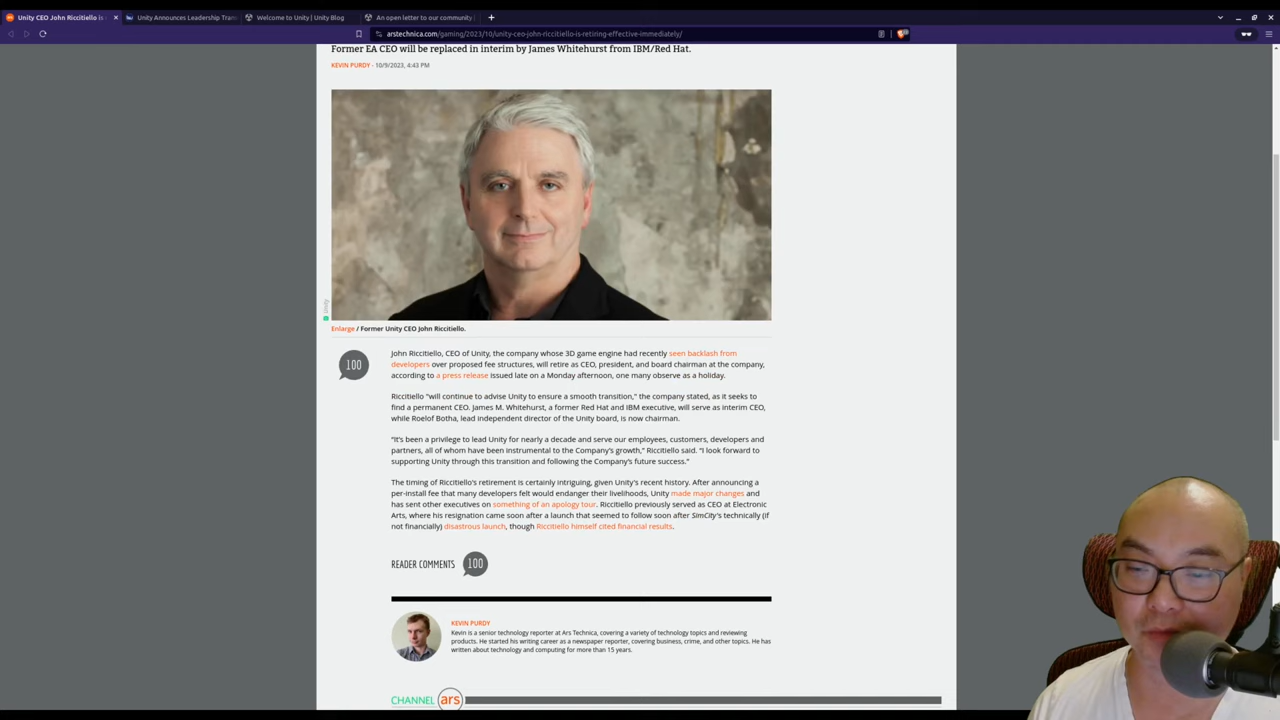 Unity CEO John Riccitiello is
Unity Announces Leadership Tran
Welcome to Unity | Unity Blog
An open letter to our community
arstechnica.com/gaming/2023/10/unity-ceo-john-riccitiello-is-retiring-effective-immediately/
Former EA CEO will be replaced in interim by James Whitehurst from IBM/Red Hat.
KEVIN PURDY - 10/9/2023, 4:43 PM
Unity
Enlarge / Former Unity CEO John Riccitiello.
100
John Riccitiello, CEO of Unity, the company whose 3D game engine had recently seen backlash from
developers over proposed fee structures, will retire as CEO, president, and board chairman at the company,
according to a press release issued late on a Monday afternoon, one many observe as a holiday.
Riccitiello "will continue to advise Unity to ensure a smooth transition," the company stated, as it seeks to
find a permanent CEO. James M. Whitehurst, a former Red Hat and IBM executive, will serve as interim CEO,
while Roelof Botha, lead independent director of the Unity board, is now chairman.
"It's been a privilege to lead Unity for nearly a decade and serve our employees, customers, developers and
partners, all of whom have been instrumental to the Company's growth," Riccitiello said. "I look forward to
supporting Unity through this transition and following the Company's future success."
The timing of Riccitiello's retirement is certainly intriguing, given Unity's recent history. After announcing a
per-install fee that many developers felt would endanger their livelihoods, Unity made major changes and
has sent other executives on something of an apology tour. Riccitiello previously served as CEO at Electronic
Arts, where his resignation came soon after a launch that seemed to follow soon after SimCity's technically (if
not financially) disastrous launch, though Riccitiello himself cited financial results.
READER COMMENTS 100
KEVIN PURDY
Kevin is a senior technology reporter at Ars Technica, covering a variety of technology topics and reviewing
products. He started his writing career as a newspaper reporter, covering business, crime, and other topics. He has
written about technology and computing for more than 15 years.
CHANNEL ars